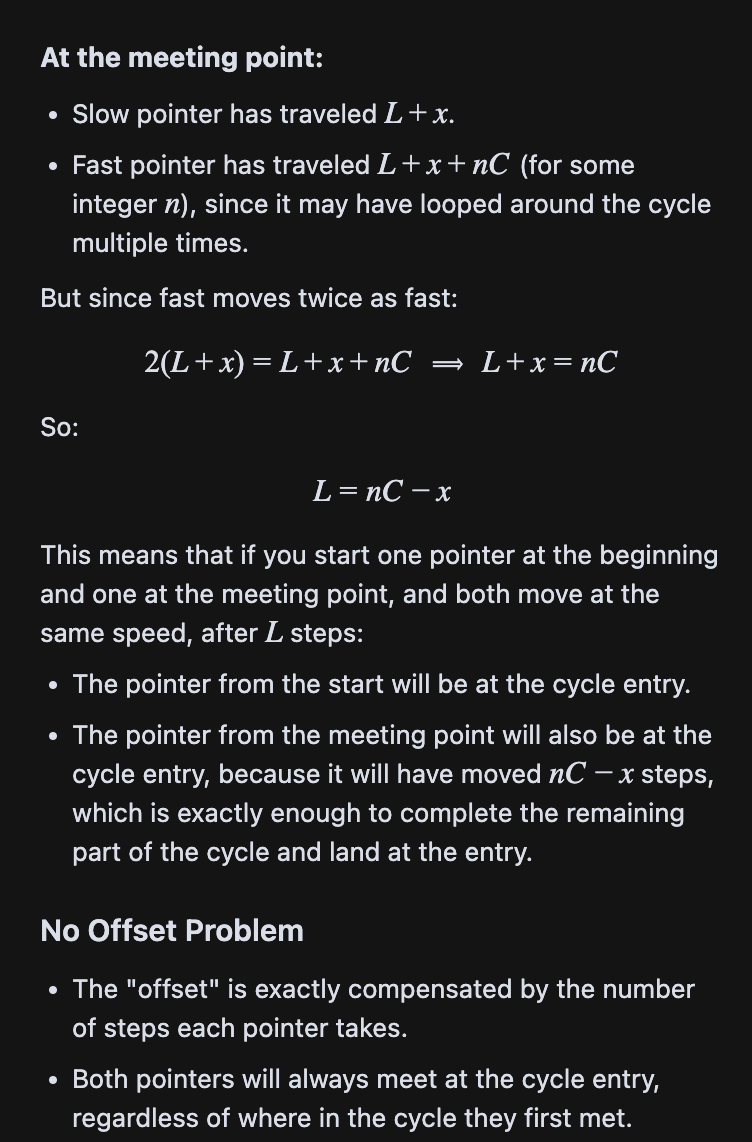 At the meeting point:
• Slow pointer has traveled L + x.
• Fast pointer has traveled L + x + nC (for some
integer n), since it may have looped around the cycle
multiple times.
But since fast moves twice as fast:
2(L + x) = L + x + nC ⟹ L + x = nC
So:
L = nC − x
This means that if you start one pointer at the beginning
and one at the meeting point, and both move at the
same speed, after L steps:
• The pointer from the start will be at the cycle entry.
• The pointer from the meeting point will also be at the
cycle entry, because it will have moved nC − x steps,
which is exactly enough to complete the remaining
part of the cycle and land at the entry.
No Offset Problem
• The "offset" is exactly compensated by the number
of steps each pointer takes.
• Both pointers will always meet at the cycle entry,
regardless of where in the cycle they first met.